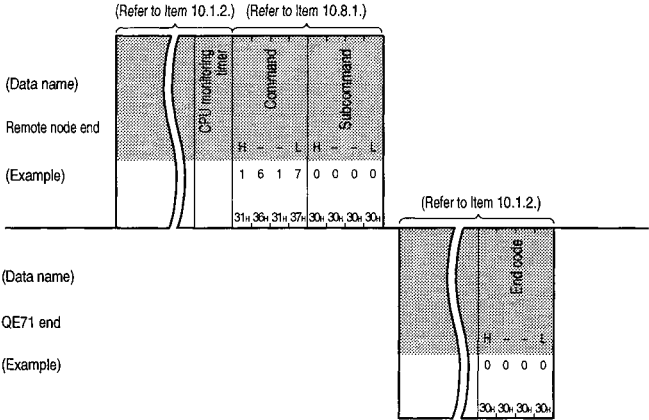 (Refer to Item 10.1.2.) (Refer to Item 10.8.1.)
(Data name)
CPU monitoring timer
Command
Subcommand
Remote node end
H - - L H - - L
(Example)
1 6 1 7 0 0 0 0
31H 36H 31H 37H 30H 30H 30H 30H
(Refer to Item 10.1.2.)
(Data name)
End code
QE71 end
H - - L
(Example)
0 0 0 0
30H 30H 30H 30H